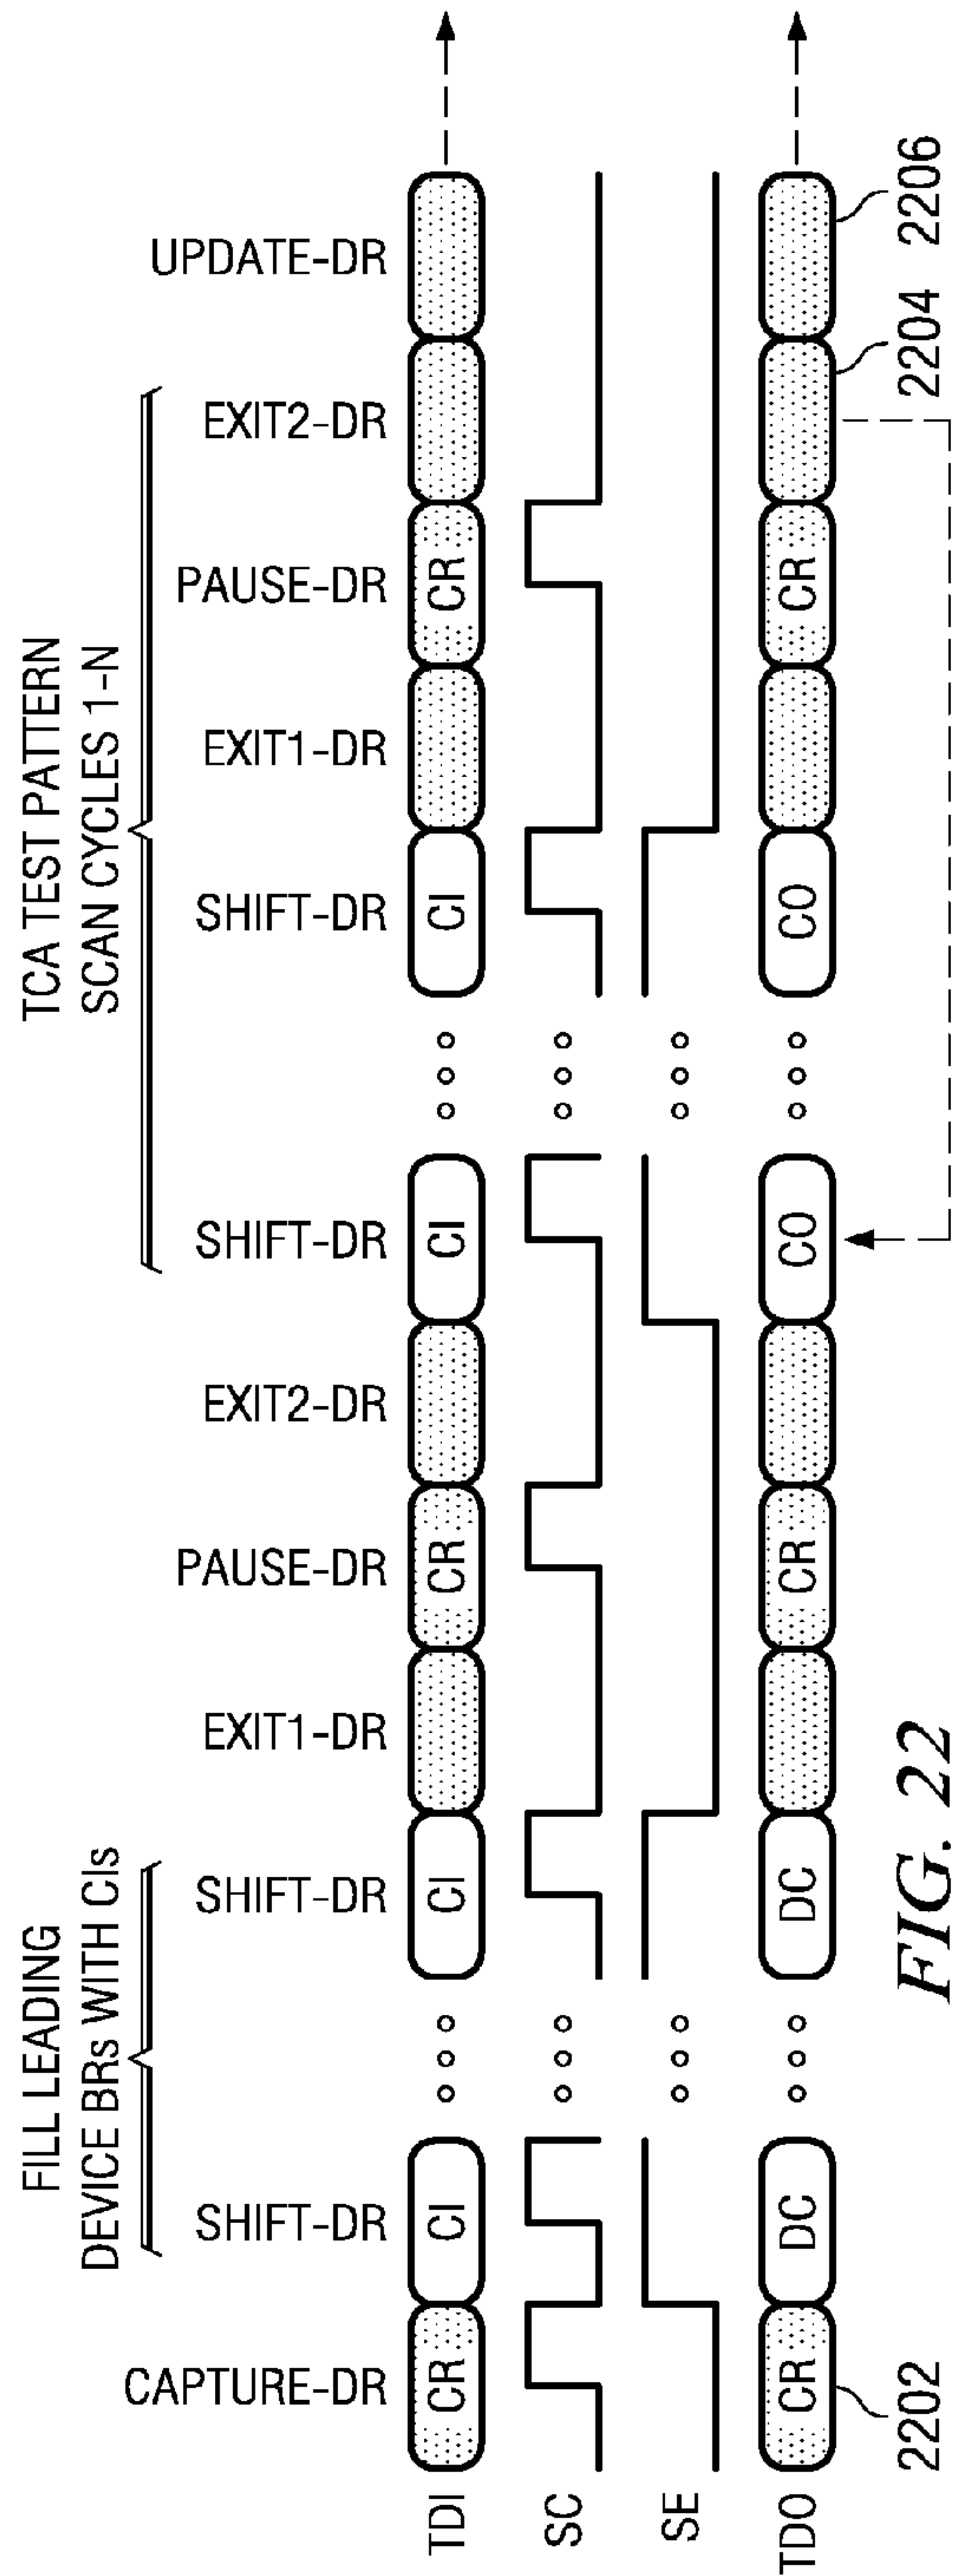 FILL LEADING
DEVICE BRs WITH CIs
TCA TEST PATTERN
SCAN CYCLES 1-N
CAPTURE-DR
SHIFT-DR
SHIFT-DR
EXIT1-DR
PAUSE-DR
EXIT2-DR
SHIFT-DR
SHIFT-DR
EXIT1-DR
PAUSE-DR
EXIT2-DR
UPDATE-DR
TDI
CR
CI
CI
CR
CI
CI
CR
SC
SE
TDO
CR
DC
DC
CR
CO
CO
CR
2202
2204
2206
FIG. 22